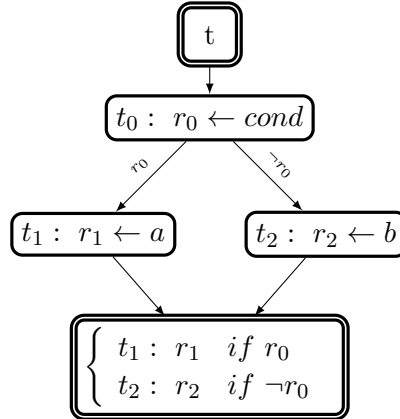 t
t₀ : r₀ ← cond
r₀ ¬r₀
t₁ : r₁ ← a t₂ : r₂ ← b
t₁ : r₁ if r₀
t₂ : r₂ if ¬r₀